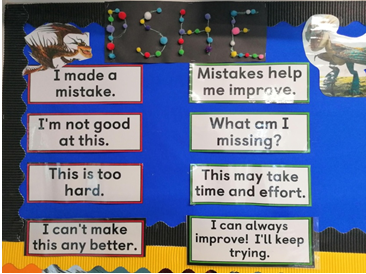 I made a
mistake.
Mistakes help
me improve.
I'm not good
at this.
What am I
missing?
This is too
hard.
This may take
time and effort.
I can't make
this any better.
I can always
improve! I'll keep
trying.